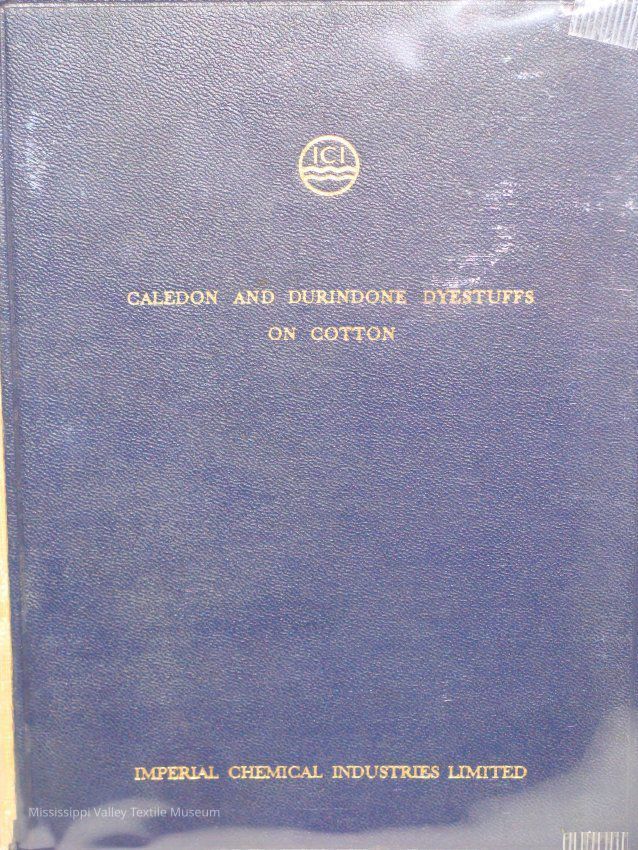 ICI
CALEDON AND DURINDONE DYESTUFFS
ON COTTON
IMPERIAL CHEMICAL INDUSTRIES LIMITED
Mississippi Valley Textile Museum